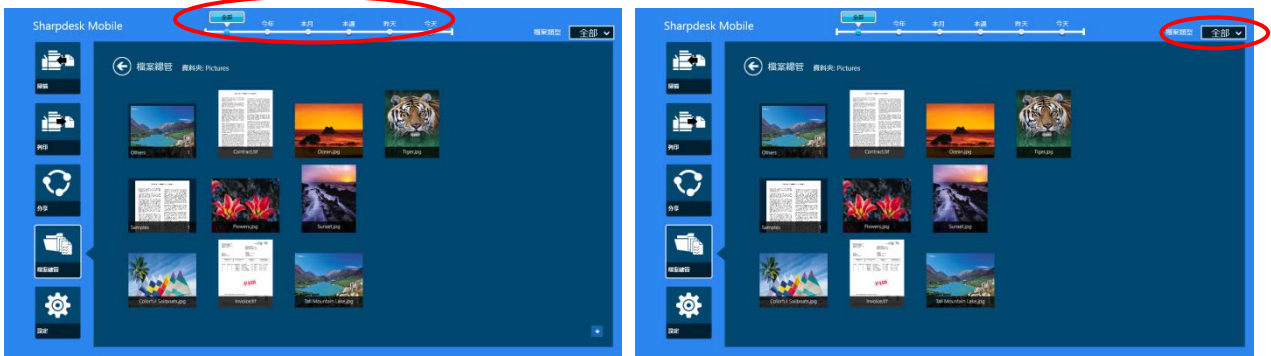 Sharpdesk Mobile
全部 今年 本月 本週 昨天 今天
檔案類型 全部
掃描
列印
分享
檔案總管
設定
檔案總管 資料夾: Pictures
Others
Contract.tif
Ocean.jpg
Tiger.jpg
Samples
Flowers.jpg
Sunset.jpg
Colorful Sailboats.jpg
Invoice.tif
Tall Mountain Lake.jpg
PAID
+
Sharpdesk Mobile
全部 今年 本月 本週 昨天 今天
檔案類型 全部
掃描
列印
分享
檔案總管
設定
檔案總管 資料夾: Pictures
Others
Contract.tif
Ocean.jpg
Tiger.jpg
Samples
Flowers.jpg
Sunset.jpg
Colorful Sailboats.jpg
Invoice.tif
Tall Mountain Lake.jpg
PAID